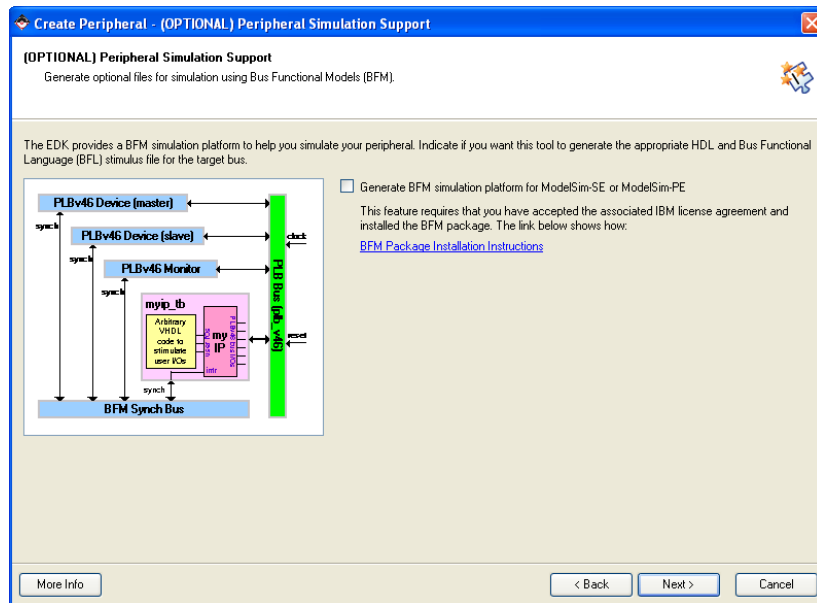 Create Peripheral - (OPTIONAL) Peripheral Simulation Support
(OPTIONAL) Peripheral Simulation Support
Generate optional files for simulation using Bus Functional Models (BFM).
The EDK provides a BFM simulation platform to help you simulate your peripheral. Indicate if you want this tool to generate the appropriate HDL and Bus Functional
Language (BFL) stimulus file for the target bus.
PLBv46 Device (master)
synch
PLBv46 Device (slave)
synch
PLBv46 Monitor
synch
clock
PLB Bus (plb_v46)
reset
myip_tb
Arbitrary
VHDL
code to
stimulate
user I/Os
my
IP
PLBv46 bus I/Os
intr
synch
BFM Synch Bus
Generate BFM simulation platform for ModelSim-SE or ModelSim-PE
This feature requires that you have accepted the associated IBM license agreement and
installed the BFM package. The link below shows how:
BFM Package Installation Instructions
More Info
< Back
Next >
Cancel